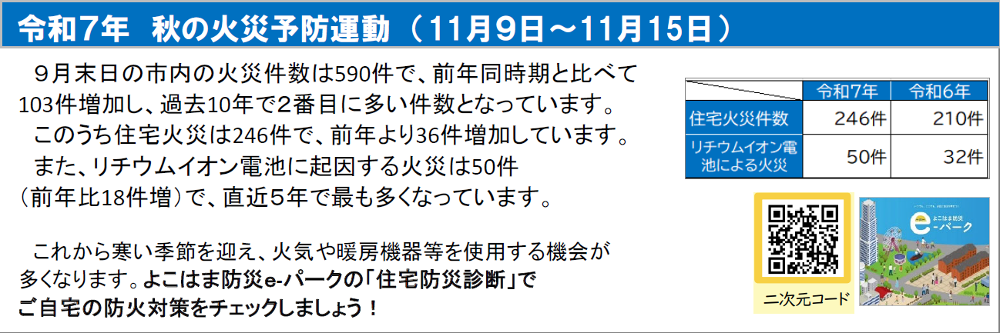 令和7年　秋の火災予防運動　（11月9日～11月15日）
９月末日の市内の火災件数は590件で、前年同時期と比べて
103件増加し、過去10年で２番目に多い件数となっています。
このうち住宅火災は246件で、前年より36件増加しています。
また、リチウムイオン電池に起因する火災は50件
（前年比18件増）で、直近５年で最も多くなっています。
これから寒い季節を迎え、火気や暖房機器等を使用する機会が
多くなります。よこはま防災e-パークの「住宅防災診断」で
ご自宅の防火対策をチェックしましょう！
令和7年　令和6年
住宅火災件数　246件　210件
リチウムイオン電
池による火災　50件　32件
二次元コード
よこはま防災
e-パーク